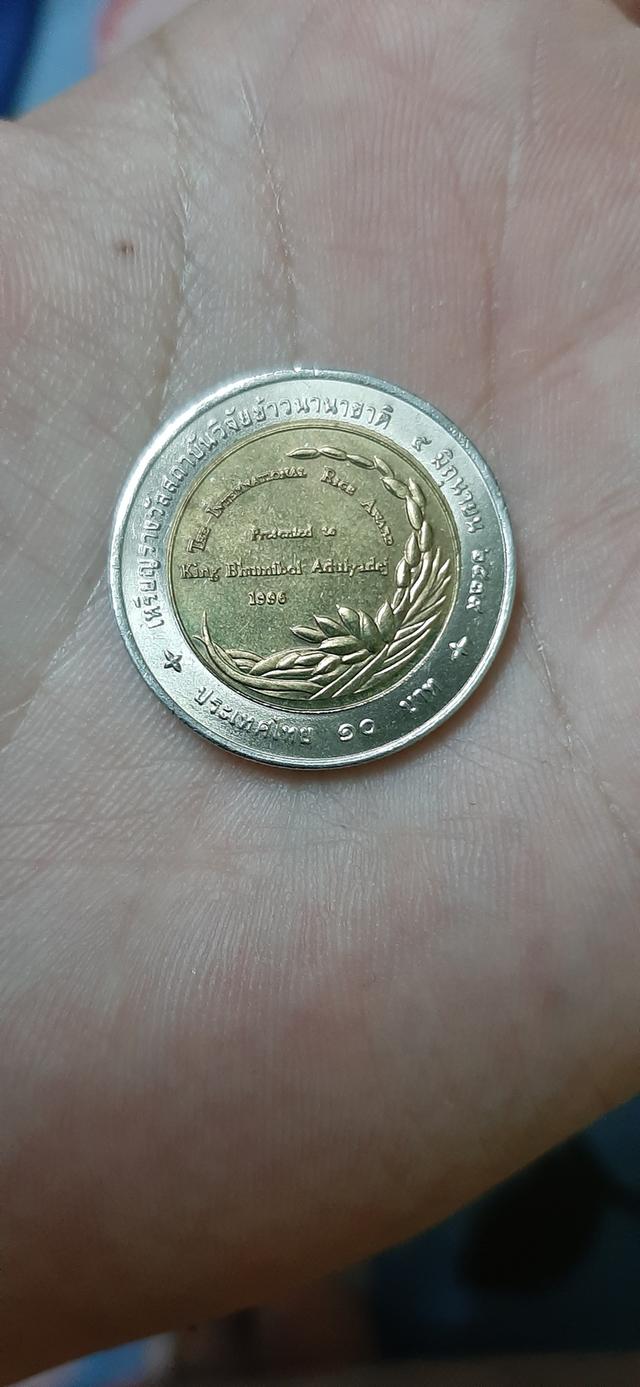 เหรียญรางวัลสถาบันวิจัยข้าวนานาชาติ ๕ มิถุนายน ๒๕๓๙
THE INTERNATIONAL RICE AWARD
Presented to
King Bhumibol Adulyadej
1996
ประเทศไทย ๑๐ บาท